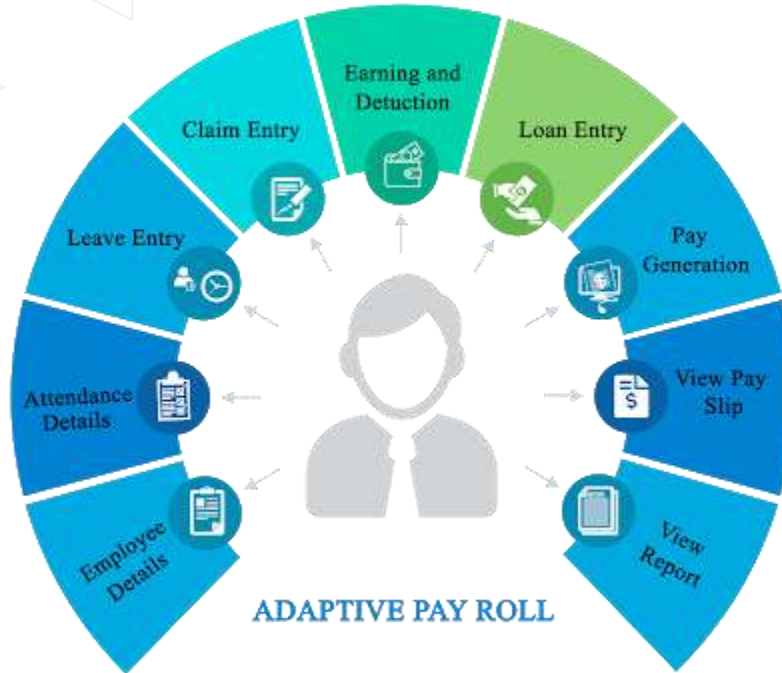 Earning and
Detuction
Claim Entry
Loan Entry
Leave Entry
Pay
Generation
Attendance
Details
View Pay
Slip
Employee
Details
View
Report
ADAPTIVE PAY ROLL